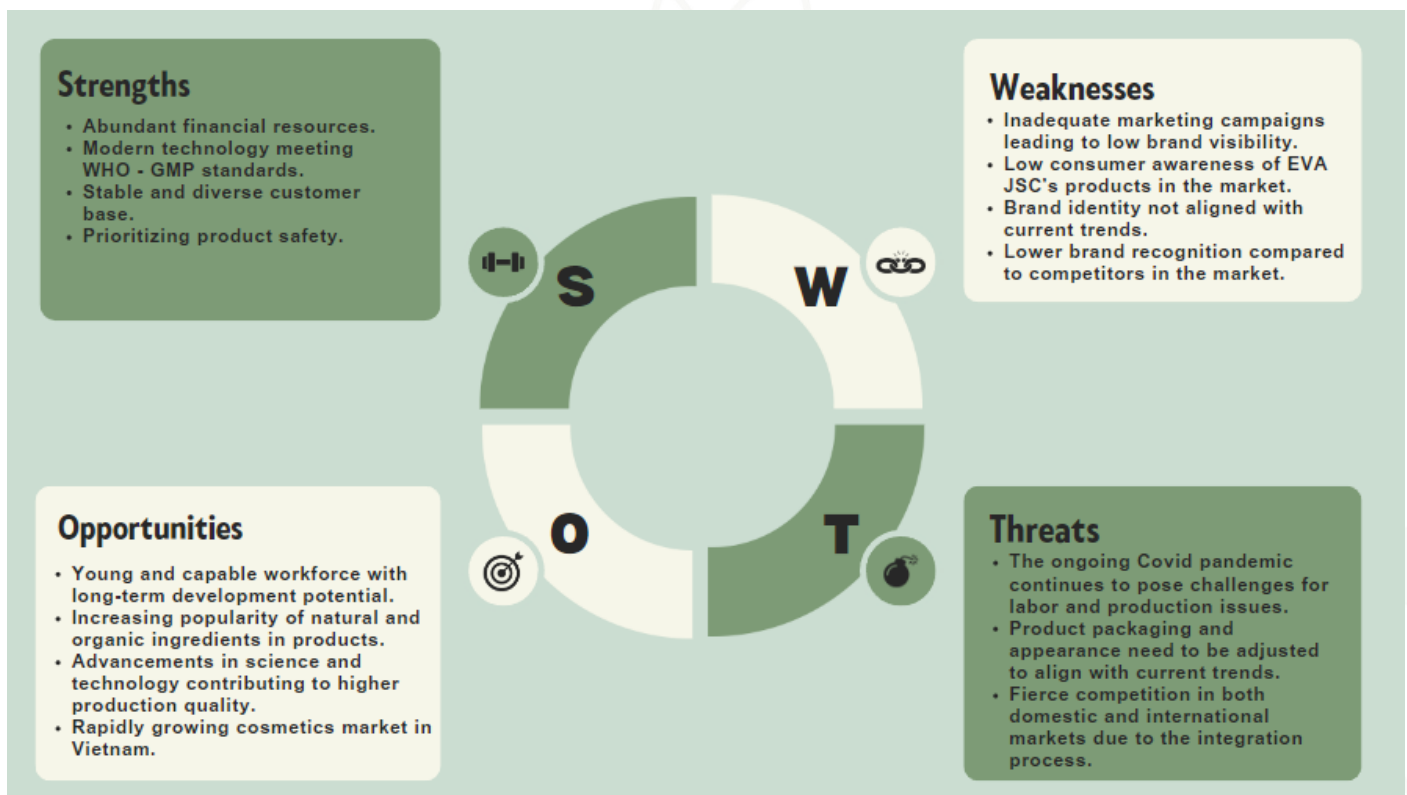 Strengths
• Abundant financial resources.
• Modern technology meeting
WHO - GMP standards.
• Stable and diverse customer
base.
• Prioritizing product safety.
Weaknesses
• Inadequate marketing campaigns
leading to low brand visibility.
• Low consumer awareness of EVA
JSC's products in the market.
• Brand identity not aligned with
current trends.
• Lower brand recognition compared
to competitors in the market.
S
W
O
T
Opportunities
• Young and capable workforce with
long-term development potential.
• Increasing popularity of natural and
organic ingredients in products.
• Advancements in science and
technology contributing to higher
production quality.
• Rapidly growing cosmetics market in
Vietnam.
Threats
• The ongoing Covid pandemic
continues to pose challenges for
labor and production issues.
• Product packaging and
appearance need to be adjusted
to align with current trends.
• Fierce competition in both
domestic and international
markets due to the integration
process.